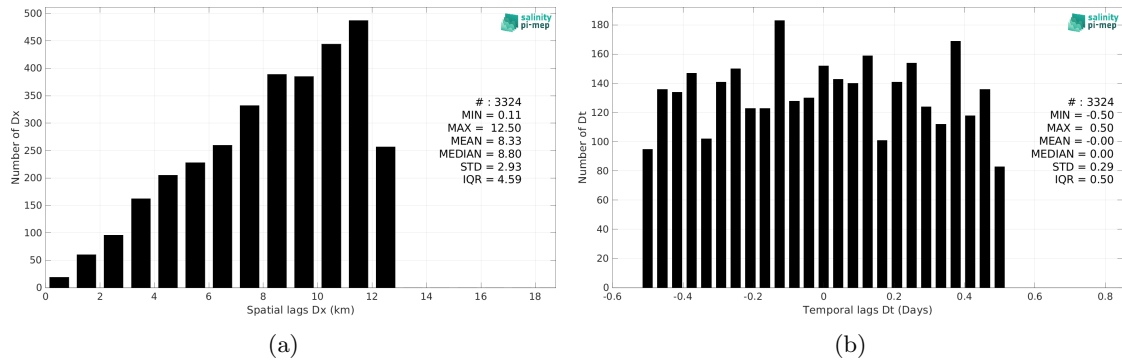 500
450
400
350
300
250
200
150
100
50
0
Number of Dx
0 2 4 6 8 10 12 14 16 18
Spatial lags Dx (km)
salinity
pi-mep
# : 3324
MIN = 0.11
MAX = 12.50
MEAN = 8.33
MEDIAN = 8.80
STD = 2.93
IQR = 4.59
(a)
180
160
140
120
100
80
60
40
20
0
Number of Dt
-0.6 -0.4 -0.2 0 0.2 0.4 0.6 0.8
Temporal lags Dt (Days)
salinity
pi-mep
# : 3324
MIN = -0.50
MAX = 0.50
MEAN = -0.00
MEDIAN = 0.00
STD = 0.29
IQR = 0.50
(b)